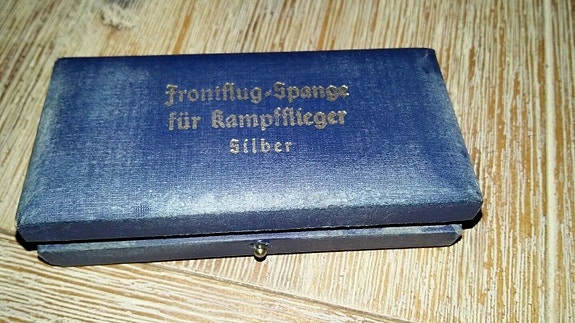 Frontflug-Spange
für Kampfflieger
Silber